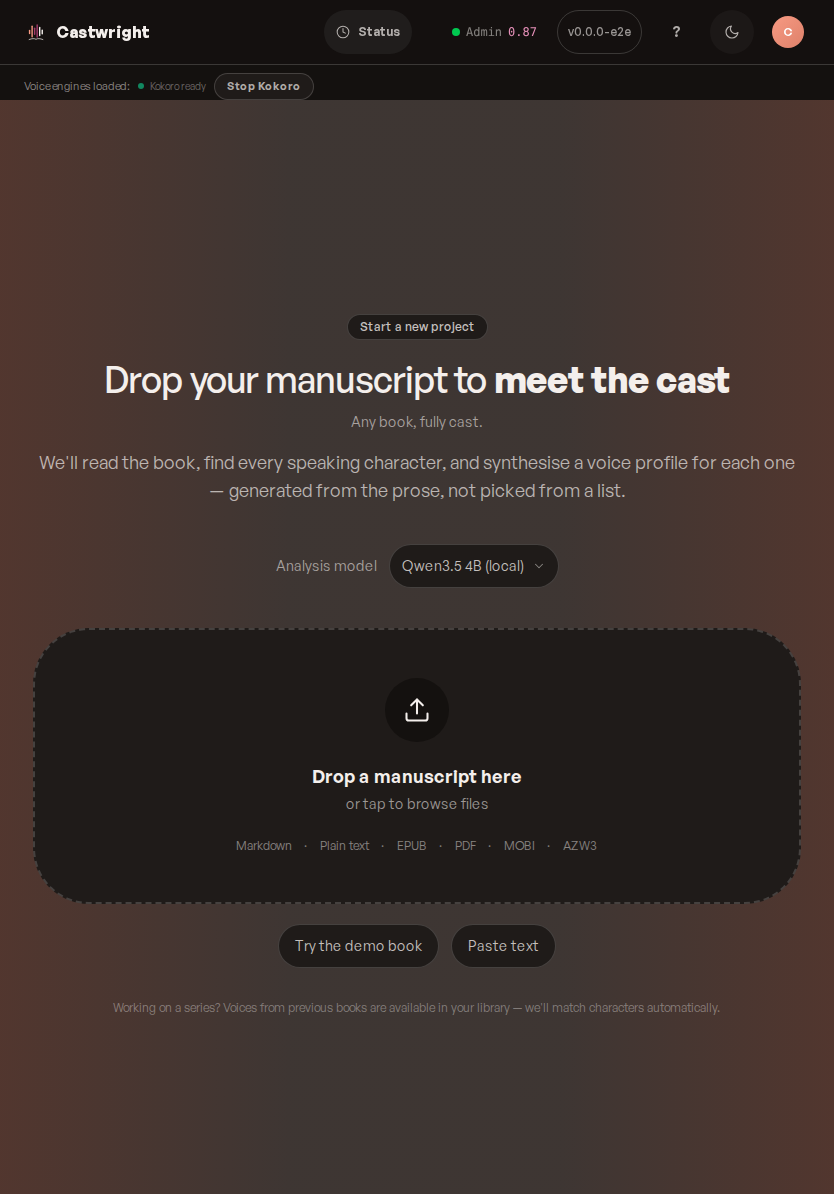 Castwright
Status
Admin 0.87
v0.0.0-e2e
?
C
Voice engines loaded: Kokoro ready Stop Kokoro
Start a new project
Drop your manuscript to meet the cast
Any book, fully cast.
We'll read the book, find every speaking character, and synthesise a voice profile for each one
— generated from the prose, not picked from a list.
Analysis model Qwen3.5 4B (local)
Drop a manuscript here
or tap to browse files
Markdown · Plain text · EPUB · PDF · MOBI · AZW3
Try the demo book Paste text
Working on a series? Voices from previous books are available in your library — we'll match characters automatically.